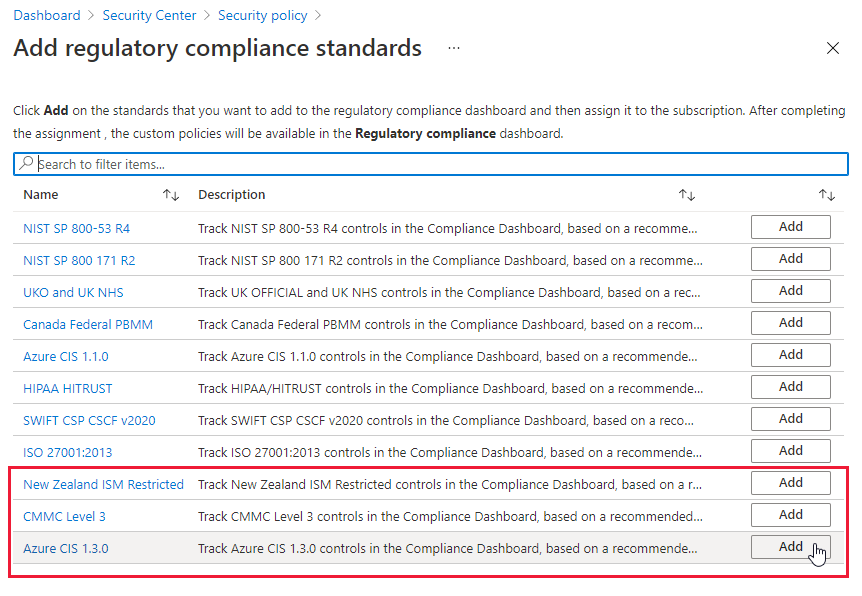 Dashboard > Security Center > Security policy >
Add regulatory compliance standards ...
Click Add on the standards that you want to add to the regulatory compliance dashboard and then assign it to the subscription. After completing
the assignment , the custom policies will be available in the Regulatory compliance dashboard.
Search to filter items...
Name Description
NIST SP 800-53 R4 Track NIST SP 800-53 R4 controls in the Compliance Dashboard, based on a recomme... Add
NIST SP 800 171 R2 Track NIST SP 800 171 R2 controls in the Compliance Dashboard, based on a recomme... Add
UKO and UK NHS Track UK OFFICIAL and UK NHS controls in the Compliance Dashboard, based on a rec... Add
Canada Federal PBMM Track Canada Federal PBMM controls in the Compliance Dashboard, based on a recom... Add
Azure CIS 1.1.0 Track Azure CIS 1.1.0 controls in the Compliance Dashboard, based on a recommende... Add
HIPAA HITRUST Track HIPAA/HITRUST controls in the Compliance Dashboard, based on a recommende... Add
SWIFT CSP CSCF v2020 Track SWIFT CSP CSCF v2020 controls in the Compliance Dashboard, based on a reco... Add
ISO 27001:2013 Track ISO 27001:2013 controls in the Compliance Dashboard, based on a recommende... Add
New Zealand ISM Restricted Track New Zealand ISM Restricted controls in the Compliance Dashboard, based on a r... Add
CMMC Level 3 Track CMMC Level 3 controls in the Compliance Dashboard, based on a recommended... Add
Azure CIS 1.3.0 Track Azure CIS 1.3.0 controls in the Compliance Dashboard, based on a recommende... Add